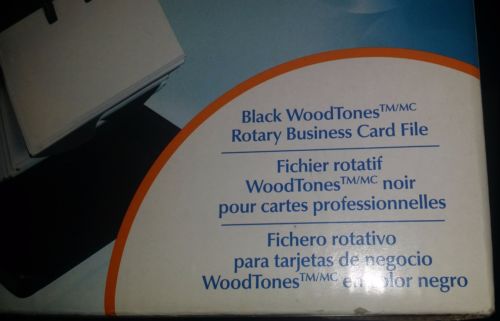 Black WoodTones™/MC
Rotary Business Card File
Fichier rotatif
WoodTones™/MC noir
pour cartes professionnelles
Fichero rotativo
para tarjetas de negocio
WoodTones™/MC en color negro